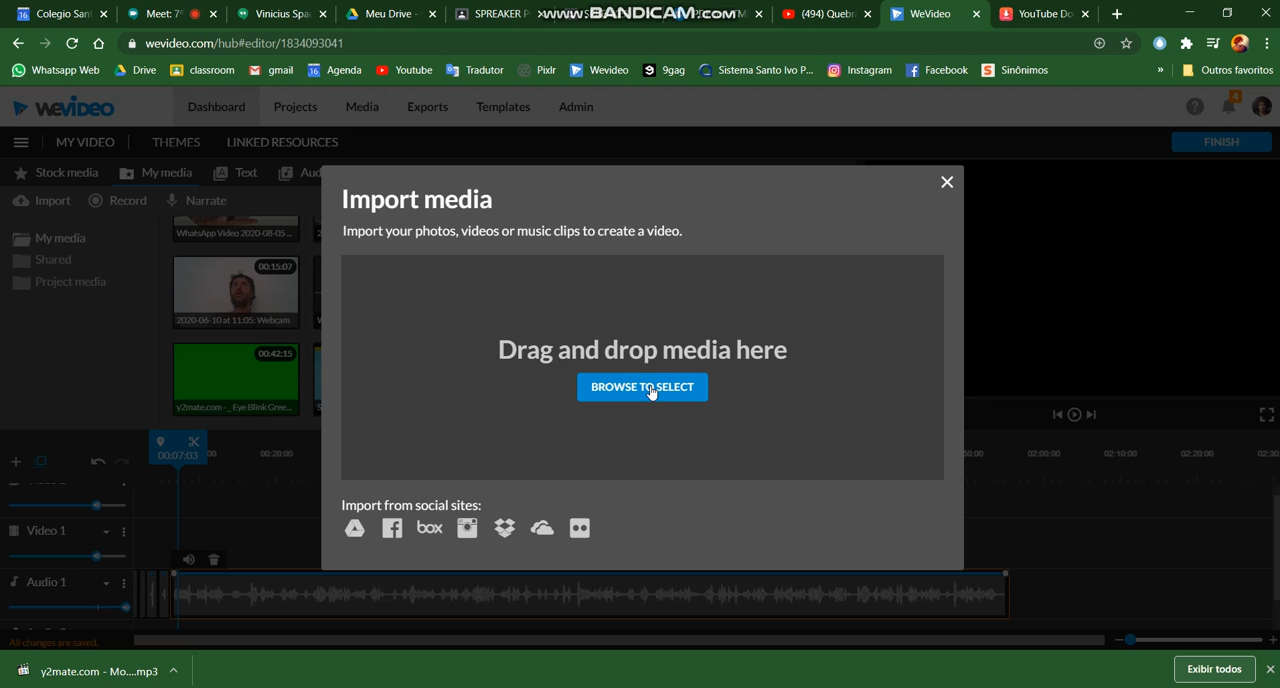 Colegio Sant
Meet: 7º
Vinicius Spa
Meu Drive -
SPREAKER P
www.BANDICAM.com
(494) Quebr
WeVideo
YouTube Do
wevideo.com/hub#editor/1834093041
Whatsapp Web Drive classroom gmail Agenda Youtube Tradutor Pixlr Wevideo 9gag Sistema Santo Ivo P... Instagram Facebook Sinônimos » Outros favoritos
WEVIDEO Dashboard Projects Media Exports Templates Admin 4
MY VIDEO THEMES LINKED RESOURCES FINISH
Stock media My media Text Aud
Import Record Narrate
My media
Shared
Project media
WhatsApp Video 2020-08-05 ...
00:15:07
2020-06-10 at 11:05: Webcam
00:42:15
y2mate.com - _ Eye Blink Gree...
Import media
Import your photos, videos or music clips to create a video.
Drag and drop media here
BROWSE TO SELECT
Import from social sites:
box
00:07:03 00:20:00 02:00:00 02:10:00 02:20:00 02:30
Video 1
Audio 1
All changes are saved.
y2mate.com - Mo....mp3
Exibir todos